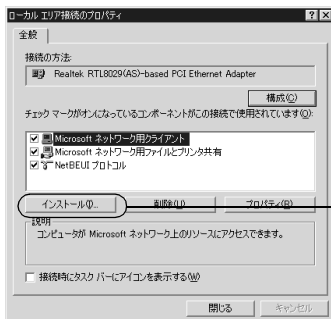 ローカル エリア接続のプロパティ
全般
接続の方法:
Realtek RTL8029(AS)-based PCI Ethernet Adapter
構成(C)
チェック マークがオンになっているコンポーネントがこの接続で使用されています(O):
Microsoft ネットワーク用クライアント
Microsoft ネットワーク用ファイルとプリンタ共有
NetBEUI プロトコル
インストール(I)...
削除(U)
プロパティ(R)
説明
コンピュータが Microsoft ネットワーク上のリソースにアクセスできます。
接続時にタスク バーにアイコンを表示する(W)
閉じる
キャンセル